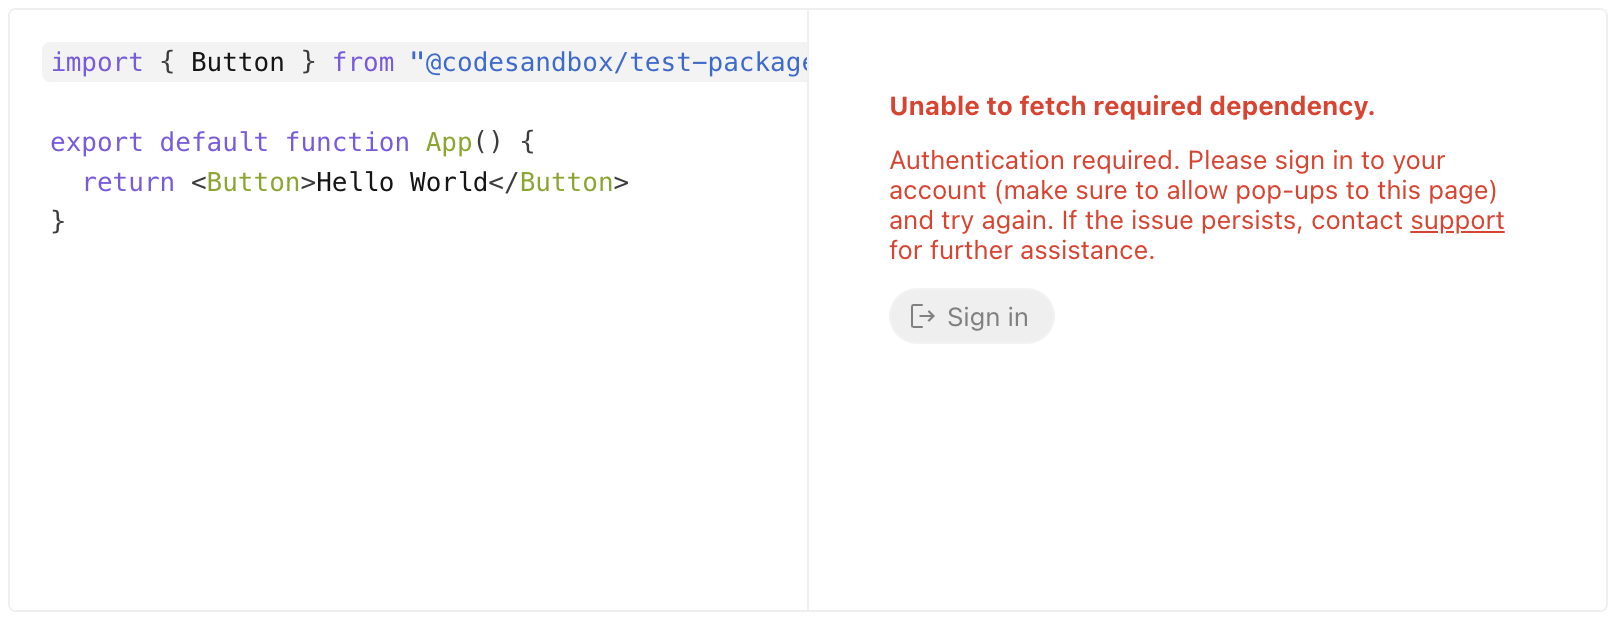 import { Button } from "@codesandbox/test-package
export default function App() {
  return <Button>Hello World</Button>
}
Unable to fetch required dependency.
Authentication required. Please sign in to your
account (make sure to allow pop-ups to this page)
and try again. If the issue persists, contact support
for further assistance.
Sign in